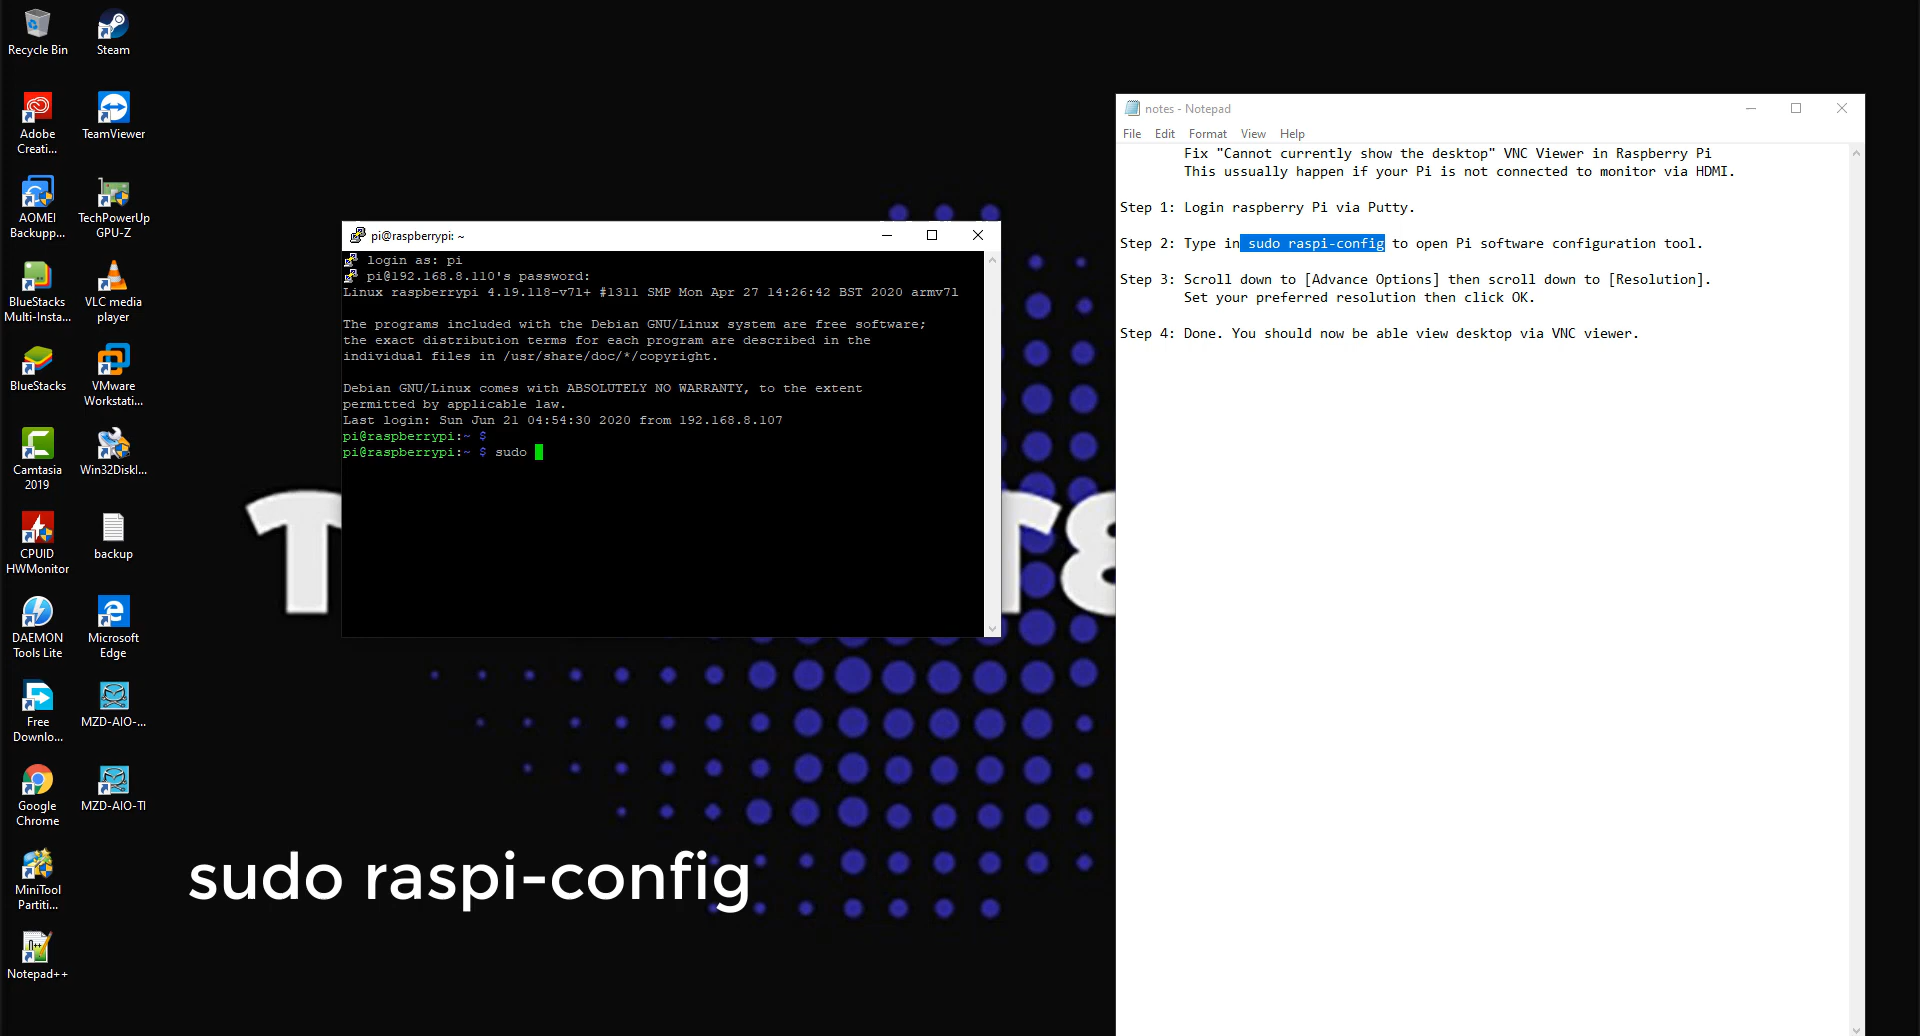 Recycle Bin
Steam
Adobe
Creati...
TeamViewer
AOMEI
Backupp...
TechPowerUp
GPU-Z
BlueStacks
Multi-Insta...
VLC media
player
BlueStacks
VMware
Workstati...
Camtasia
2019
Win32DiskI...
CPUID
HWMonitor
backup
DAEMON
Tools Lite
Microsoft
Edge
Free
Downlo...
MZD-AIO-...
Google
Chrome
MZD-AIO-TI
MiniTool
Partiti...
Notepad++
pi@raspberrypi: ~
login as: pi
pi@192.168.8.110's password:
Linux raspberrypi 4.19.118-v7l+ #1311 SMP Mon Apr 27 14:26:42 BST 2020 armv7l
The programs included with the Debian GNU/Linux system are free software;
the exact distribution terms for each program are described in the
individual files in /usr/share/doc/*/copyright.
Debian GNU/Linux comes with ABSOLUTELY NO WARRANTY, to the extent
permitted by applicable law.
Last login: Sun Jun 21 04:54:30 2020 from 192.168.8.107
pi@raspberrypi:~ $
pi@raspberrypi:~ $ sudo
notes - Notepad
File Edit Format View Help
Fix "Cannot currently show the desktop" VNC Viewer in Raspberry Pi
This ussually happen if your Pi is not connected to monitor via HDMI.
Step 1: Login raspberry Pi via Putty.
Step 2: Type in sudo raspi-config to open Pi software configuration tool.
Step 3: Scroll down to [Advance Options] then scroll down to [Resolution].
Set your preferred resolution then click OK.
Step 4: Done. You should now be able view desktop via VNC viewer.
sudo raspi-config